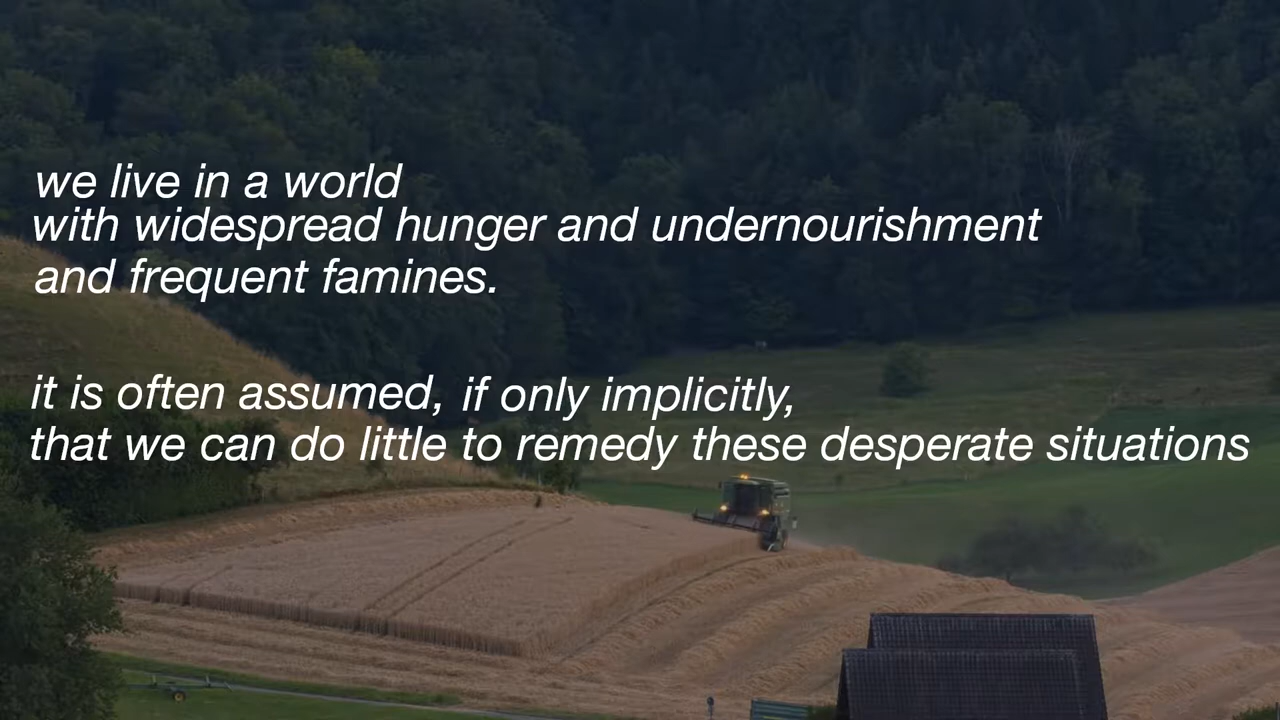 we live in a world
with widespread hunger and undernourishment
and frequent famines.
it is often assumed, if only implicitly,
that we can do little to remedy these desperate situations